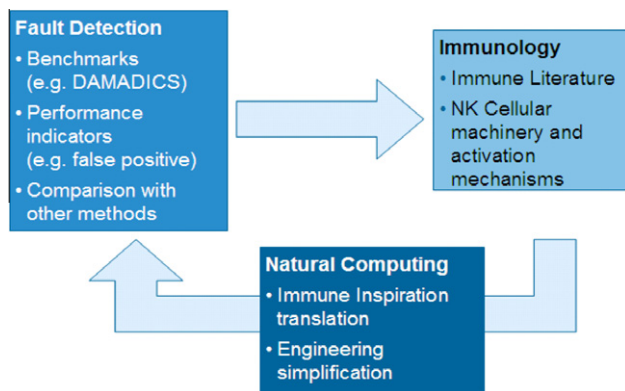 Fault Detection
• Benchmarks
(e.g. DAMADICS)
• Performance
indicators
(e.g. false positive)
• Comparison with
other methods
Immunology
• Immune Literature
• NK Cellular
machinery and
activation
mechanisms
Natural Computing
• Immune Inspiration
translation
• Engineering
simplification